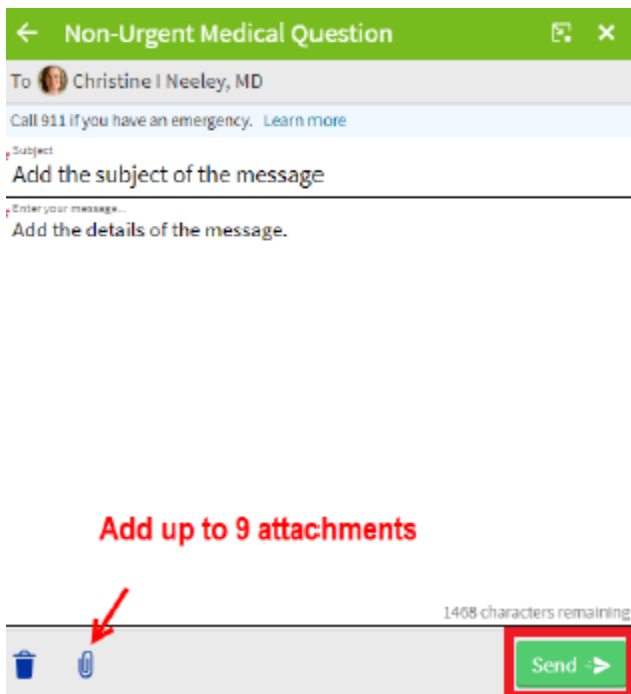 Non-Urgent Medical Question
To Christine I Neeley, MD
Call 911 if you have an emergency. Learn more
* Subject
Add the subject of the message
* Enter your message...
Add the details of the message.
Add up to 9 attachments
1468 characters remaining
Send